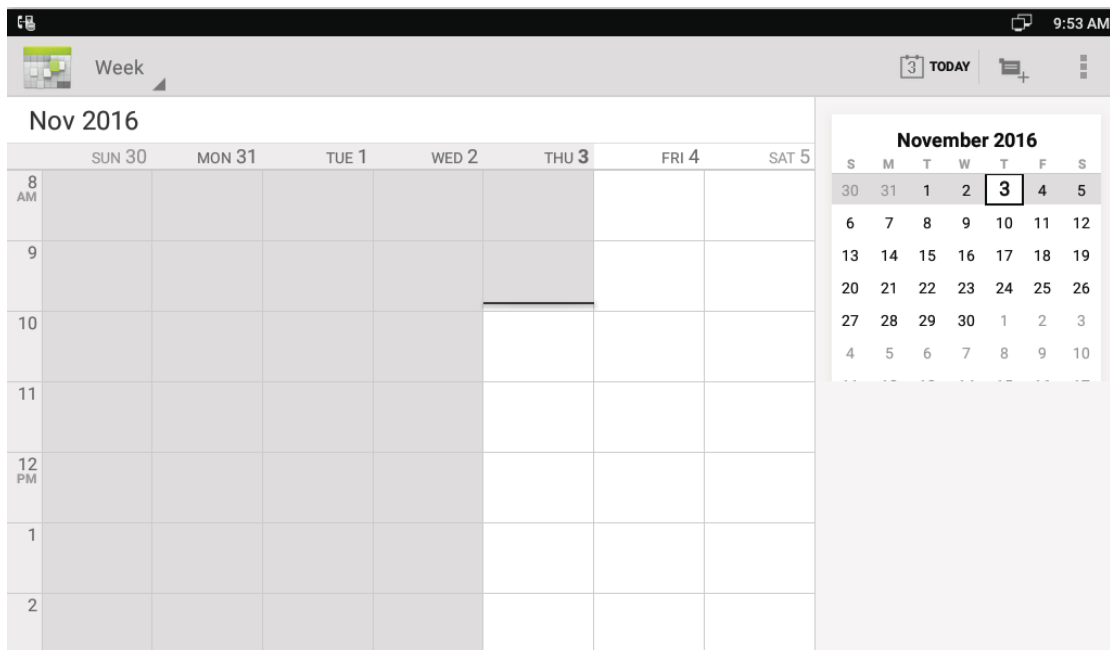 9:53 AM
Week
3 TODAY
Nov 2016
SUN 30 MON 31 TUE 1 WED 2 THU 3 FRI 4 SAT 5
8
AM
9
10
11
12
PM
1
2
November 2016
S M T W T F S
30 31 1 2 3 4 5
6 7 8 9 10 11 12
13 14 15 16 17 18 19
20 21 22 23 24 25 26
27 28 29 30 1 2 3
4 5 6 7 8 9 10